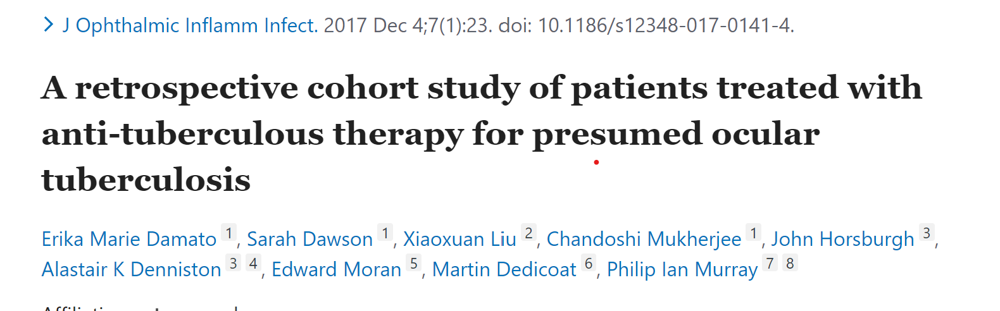 J Ophthalmic Inflamm Infect. 2017 Dec 4;7(1):23. doi: 10.1186/s12348-017-0141-4.
A retrospective cohort study of patients treated with
anti-tuberculous therapy for presumed ocular
tuberculosis
Erika Marie Damato 1, Sarah Dawson 1, Xiaoxuan Liu 2, Chandoshi Mukherjee 1, John Horsburgh 3,
Alastair K Denniston 3 4, Edward Moran 5, Martin Dedicoat 6, Philip Ian Murray 7 8